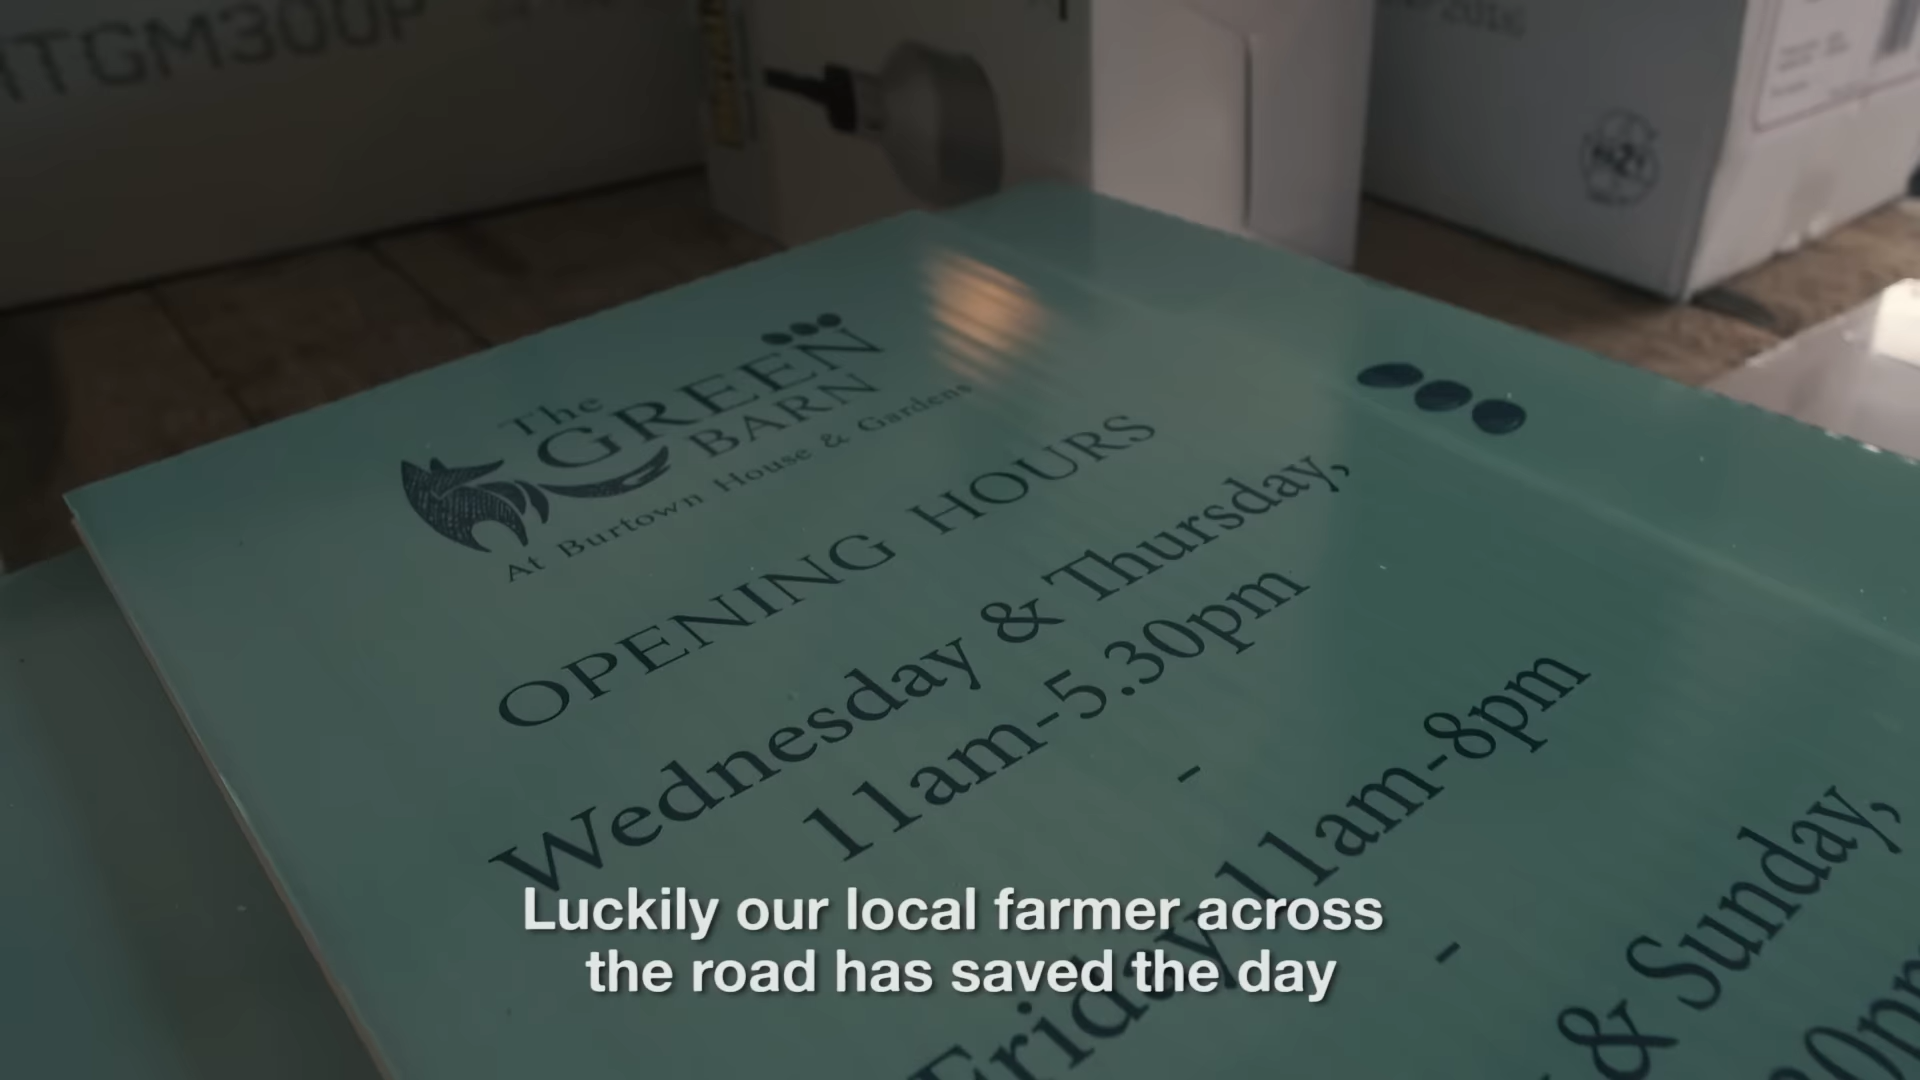 HTGM300P
The
GREEN
BARN
At Burtown House & Gardens
OPENING HOURS
Wednesday & Thursday,
11am-5.30pm
-
Friday 11am-8pm
-
& Sunday,
Luckily our local farmer across
the road has saved the day